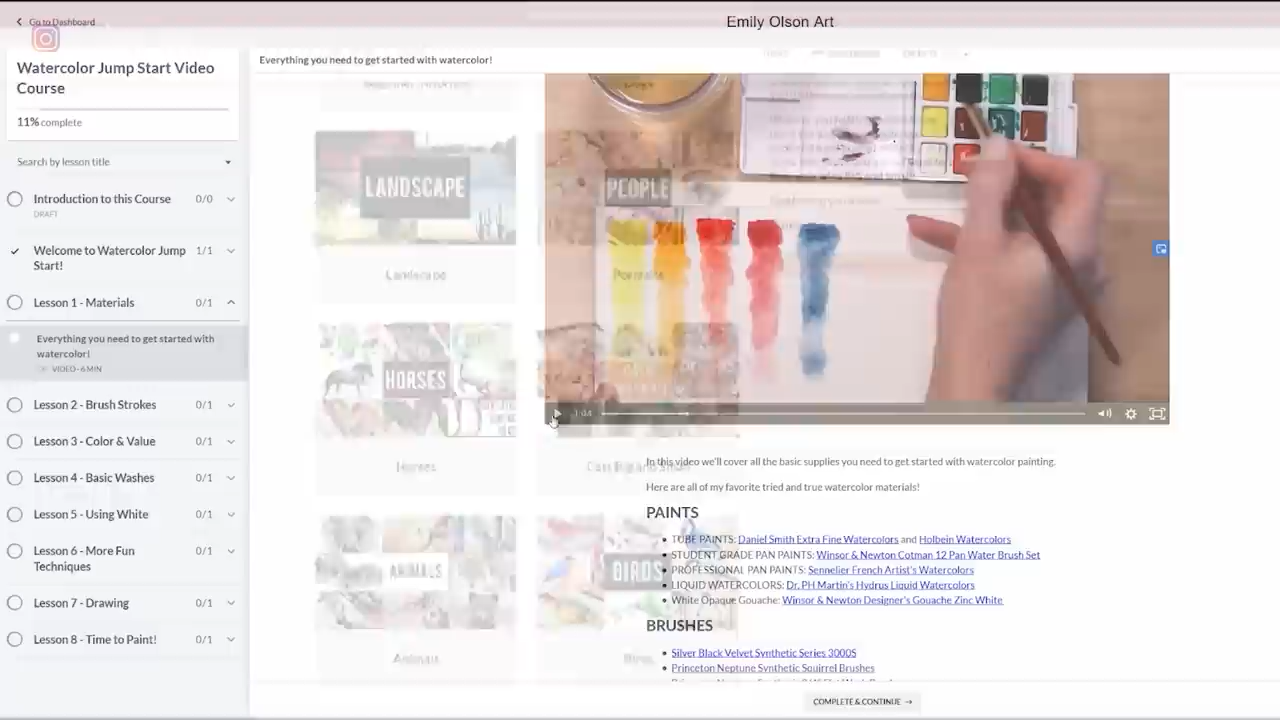 Go to Dashboard
Emily Olson Art
Watercolor Jump Start Video
Course
11% complete
Search by lesson title
Introduction to this Course 0/0
DRAFT
Welcome to Watercolor Jump 1/1
Start!
Lesson 1 - Materials 0/1
Everything you need to get started with
watercolor!
VIDEO - 6 MIN
Lesson 2 - Brush Strokes 0/1
Lesson 3 - Color & Value 0/1
Lesson 4 - Basic Washes 0/1
Lesson 5 - Using White 0/1
Lesson 6 - More Fun 0/1
Techniques
Lesson 7 - Drawing 0/1
Lesson 8 - Time to Paint! 0/1
Everything you need to get started with watercolor!
LANDSCAPE
Landscape
PEOPLE
Portraits
HORSES
Horses
ANIMALS
Animals
BIRDS
In this video we'll cover all the basic supplies you need to get started with watercolor painting.
Here are all of my favorite tried and true watercolor materials!
PAINTS
TUBE PAINTS: Daniel Smith Extra Fine Watercolors and Holbein Watercolors
STUDENT GRADE PAN PAINTS: Winsor & Newton Cotman 12 Pan Water Brush Set
PROFESSIONAL PAN PAINTS: Sennelier French Artist's Watercolors
LIQUID WATERCOLORS: Dr. PH Martin's Hydrus Liquid Watercolors
White Opaque Gouache: Winsor & Newton Designer's Gouache Zinc White
BRUSHES
Silver Black Velvet Synthetic Series 3000S
Princeton Neptune Synthetic Squirrel Brushes
COMPLETE & CONTINUE →